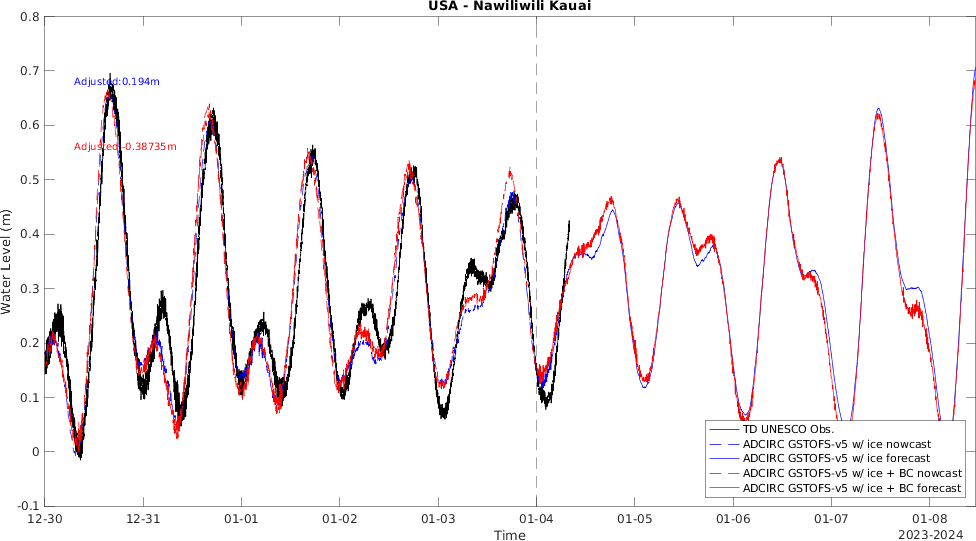 USA - Nawiliwili Kauai
0.8
0.7
0.6
0.5
0.4
0.3
0.2
0.1
0
-0.1
Water Level (m)
Adjusted:0.194m
Adjusted:-0.38735m
TD UNESCO Obs.
ADCIRC GSTOFS-v5 w/ ice nowcast
ADCIRC GSTOFS-v5 w/ ice forecast
ADCIRC GSTOFS-v5 w/ ice + BC nowcast
ADCIRC GSTOFS-v5 w/ ice + BC forecast
12-30 12-31 01-01 01-02 01-03 01-04 01-05 01-06 01-07 01-08
Time
2023-2024